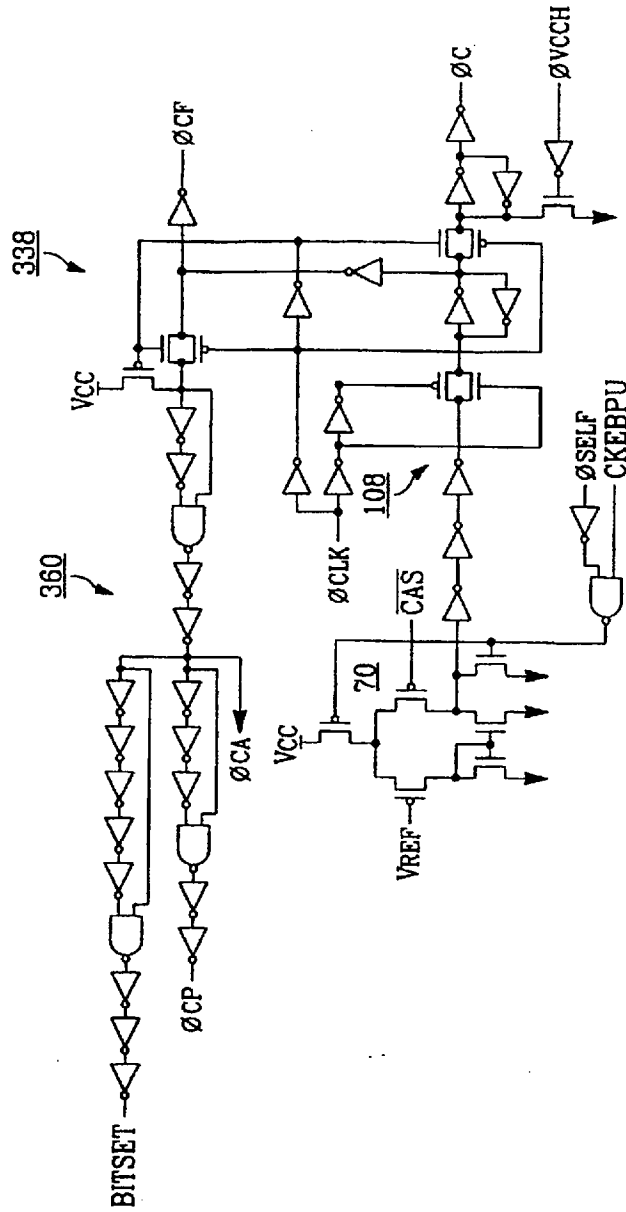 BITSET
ØCP
ØCA
360
VCC
338
ØCF
ØCLK
108
VREF
VCC
70
CAS
ØSELF
CKEBPU
ØC
ØVCCH